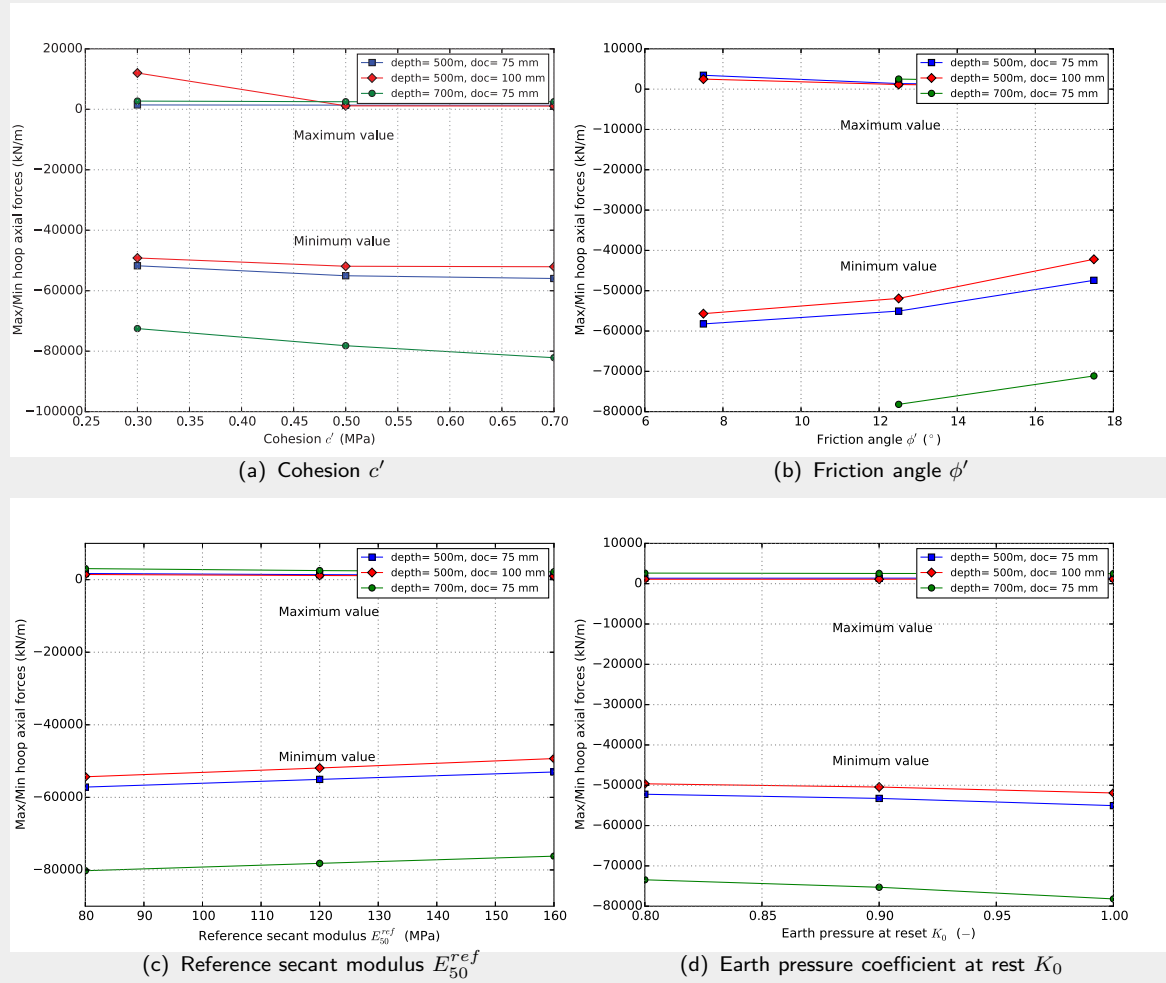 20000
0
−20000
−40000
−60000
−80000
−100000
0.25 0.30 0.35 0.40 0.45 0.50 0.55 0.60 0.65 0.70
Max/Min hoop axial forces (kN/m)
Cohesion c′ (MPa)
depth= 500m, doc= 75 mm
depth= 500m, doc= 100 mm
depth= 700m, doc= 75 mm
Maximum value
Minimum value
(a) Cohesion c′
10000
0
−10000
−20000
−30000
−40000
−50000
−60000
−70000
−80000
6 8 10 12 14 16 18
Max/Min hoop axial forces (kN/m)
Friction angle ϕ′ (°)
depth= 500m, doc= 75 mm
depth= 500m, doc= 100 mm
depth= 700m, doc= 75 mm
Maximum value
Minimum value
(b) Friction angle ϕ′
0
−20000
−40000
−60000
−80000
80 90 100 110 120 130 140 150 160
Max/Min hoop axial forces (kN/m)
Reference secant modulus E_{50}^{ref} (MPa)
depth= 500m, doc= 75 mm
depth= 500m, doc= 100 mm
depth= 700m, doc= 75 mm
Maximum value
Minimum value
(c) Reference secant modulus E_{50}^{ref}
10000
0
−10000
−20000
−30000
−40000
−50000
−60000
−70000
−80000
0.80 0.85 0.90 0.95 1.00
Max/Min hoop axial forces (kN/m)
Earth pressure at reset K_0 (−)
depth= 500m, doc= 75 mm
depth= 500m, doc= 100 mm
depth= 700m, doc= 75 mm
Maximum value
Minimum value
(d) Earth pressure coefficient at rest K_0